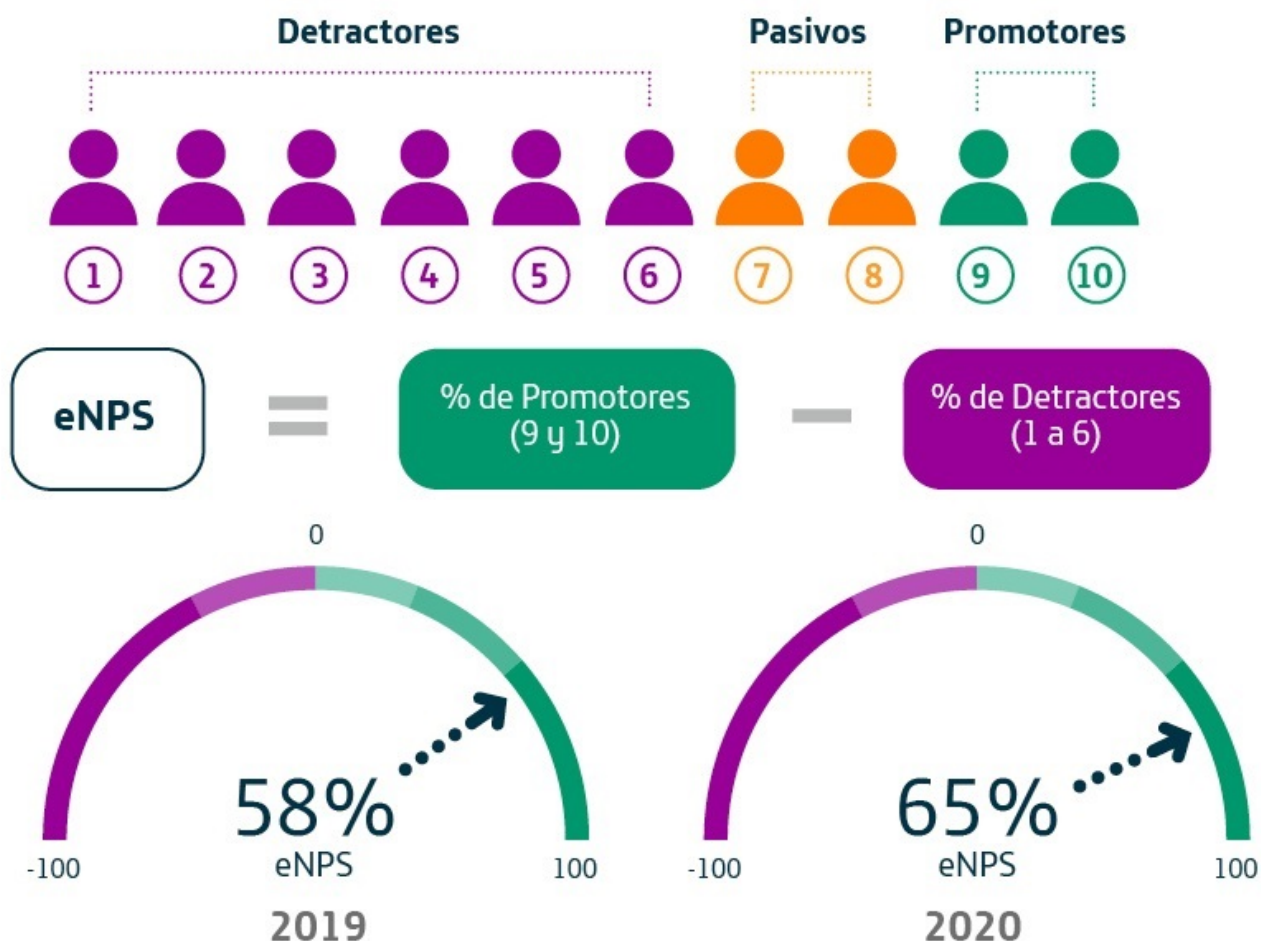 Detractores
Pasivos
Promotores
1 2 3 4 5 6 7 8 9 10
eNPS
=
% de Promotores
(9 y 10)
—
% de Detractores
(1 a 6)
0
58%
-100
eNPS
100
2019
0
65%
-100
eNPS
100
2020